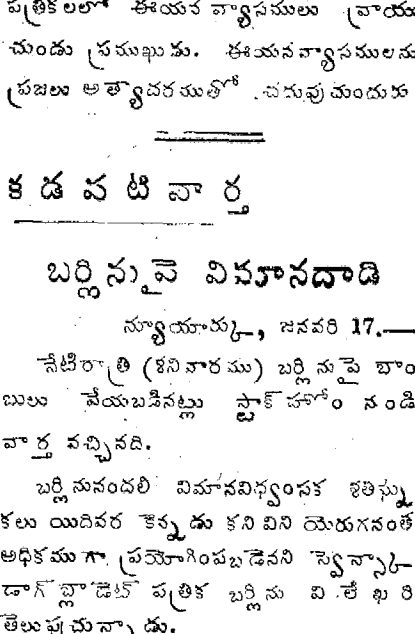 పత్రికలలో ఈయన వ్యాసములు వ్రాయు
చుండు ప్రముఖుడు. ఈయనవ్యాసములను
ప్రజలు అత్యాదరముతో చదువుచుందురు
కడపటివార్త
బర్లినుపై విమానదాడి
న్యూయార్కు, జనవరి 17.—
నేటిరాత్రి (శనివారము) బర్లినుపై బాం
బులు వేయబడినట్లు స్టాక్‌హోం నుండి
వార్త వచ్చినది.
బర్లినునందలి విమానవిధ్వంసక శతఘ్ను
కలు యిదివర కెన్నడు కనివిని యెరుగనంత
అధికముగా ప్రయోగింపబడెనని స్వెన్స్కా
డాగ్‌బ్లాడెట్ పత్రిక బర్లిను విలేఖరి
తెలుపుచున్నాడు.